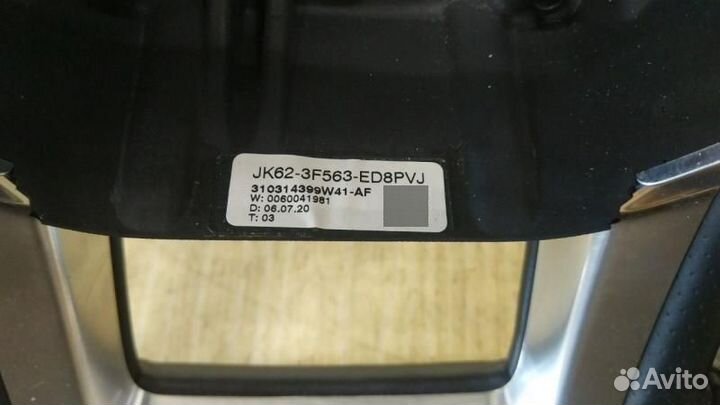 JK62-3F563-ED8PVJ
310314399W41-AF
W: 0060041981
D: 06.07.20
T: 03
Avito